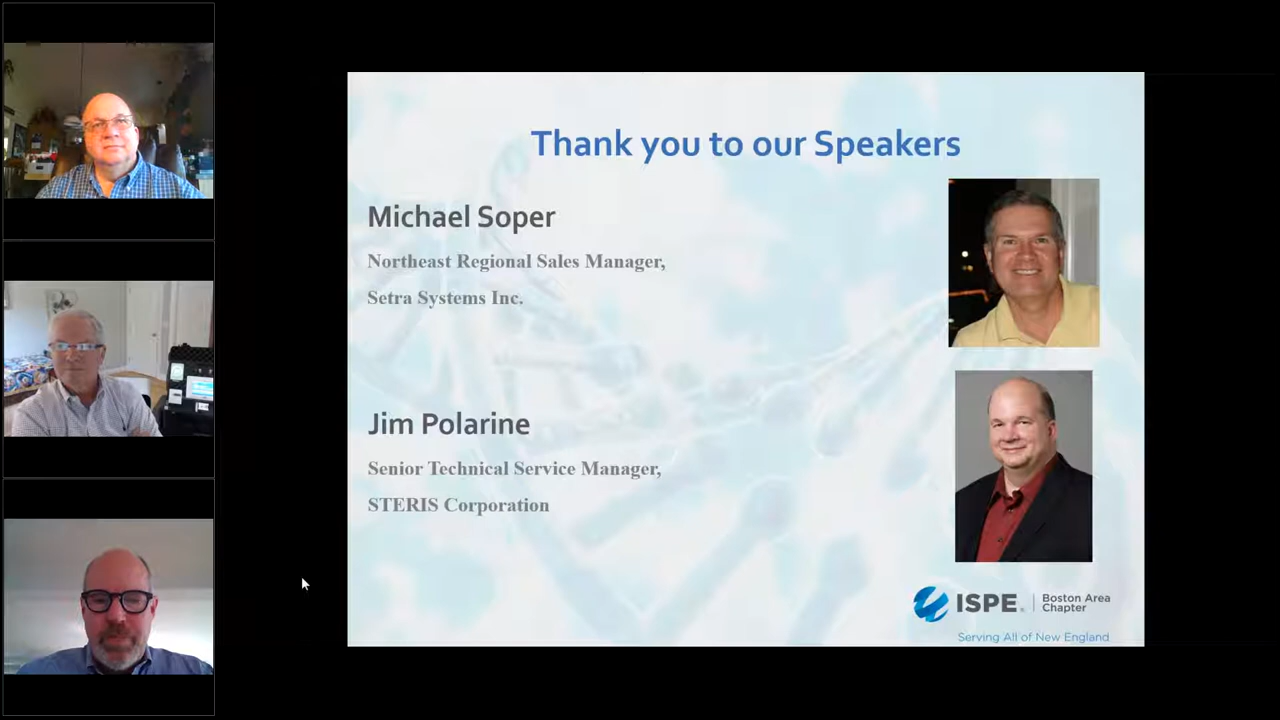 Thank you to our Speakers
Michael Soper
Northeast Regional Sales Manager,
Setra Systems Inc.
Jim Polarine
Senior Technical Service Manager,
STERIS Corporation
ISPE® | Boston Area
Chapter
Serving All of New England